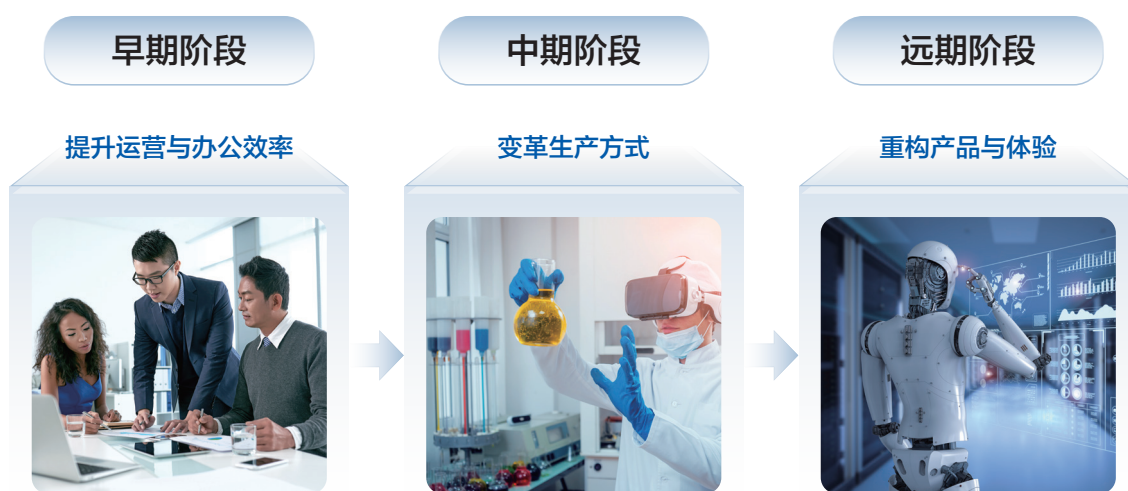 早期阶段
中期阶段
远期阶段
提升运营与办公效率
变革生产方式
重构产品与体验